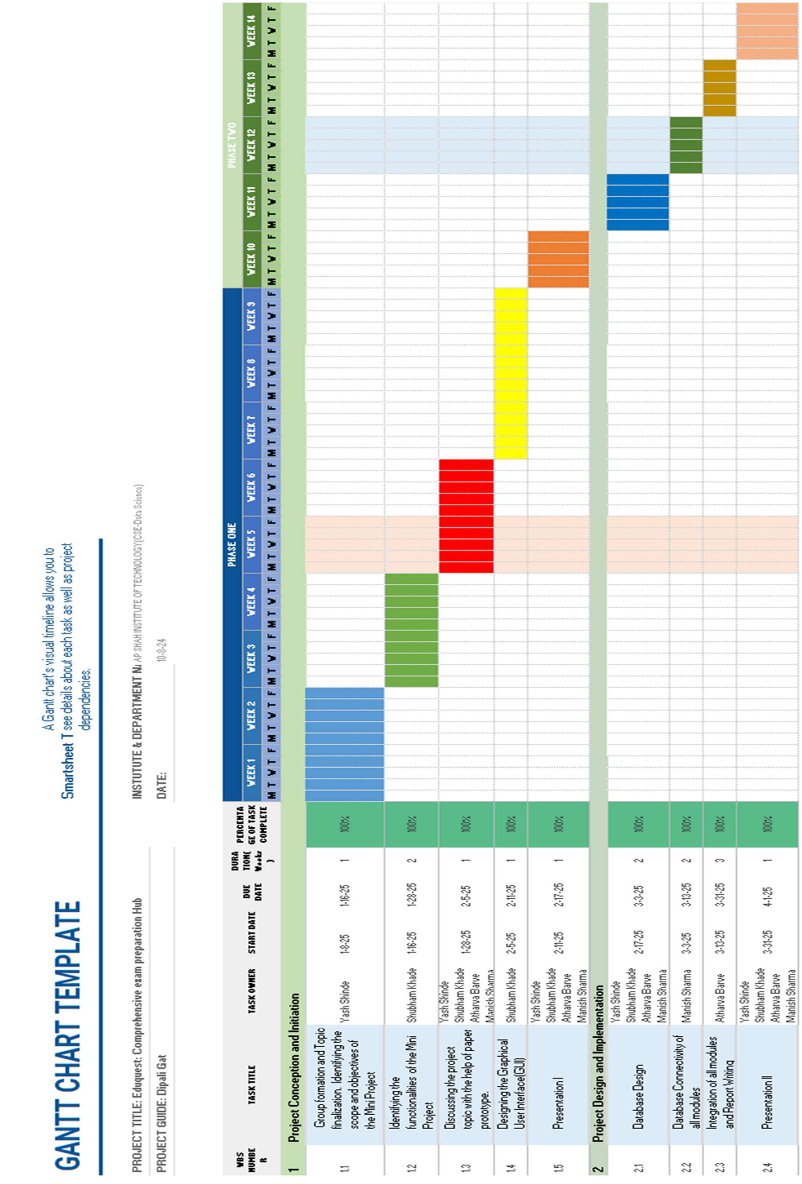 GANTT CHART TEMPLATE
A Gantt chart's visual timeline allows you to
Smartsheet T see details about each task as well as project
dependencies.
PROJECT TITLE: Eduquest: Comprehensive exam preparation Hub
INSTUTUTE & DEPARTMENT N AP SHAH INSTITUTE OF TECHNOLOGY(CSE-Data Science)
PROJECT GUIDE: Dipali Gat
DATE: 10-8-24
PHASE ONE PHASE TWO
WBS NUMBE R TASK TITLE TASK OWNER START DATE DUE DATE DURA TION( Weeks ) PERCENTA GE OF TASK COMPLETE WEEK 1 WEEK 2 WEEK 3 WEEK 4 WEEK 5 WEEK 6 WEEK 7 WEEK 8 WEEK 9 WEEK 10 WEEK 11 WEEK 12 WEEK 13 WEEK 14
M T W T F M T W T F M T W T F M T W T F M T W T F M T W T F M T W T F M T W T F M T W T F M T W T F M T W T F M T W T F M T W T F M T W T F
1 Project Conception and Initiation
1.1 Group formation and Topic finalization. Identifying the scope and objectives of the Mini Project Yash Shinde 1-8-25 1-16-25 1 100%
1.2 Identifying the functionalities of the Mini Project Shubham Khade 1-16-25 1-28-25 2 100%
1.3 Discussing the project topic with the help of paper prototype. Yash Shinde Shubham Khade Atharva Barve Manish Sharma 1-28-25 2-5-25 1 100%
1.4 Designing the Graphical User Interface(GUI) Shubham Khade 2-5-25 2-11-25 1 100%
1.5 Presentation I Yash Shinde Shubham Khade Atharva Barve Manish Sharma 2-11-25 2-17-25 1 100%
2 Project Design and Implementation
2.1 Database Design Yash Shinde Shubham Khade Atharva Barve Manish Sharma 2-17-25 3-3-25 2 100%
2.2 Database Connectivity of all modules Manish Sharma 3-3-25 3-13-25 2 100%
2.3 Integration of all modules and Report Writing Atharva Barve 3-13-25 3-31-25 3 100%
2.4 Presentation II Yash Shinde Shubham Khade Atharva Barve Manish Sharma 3-31-25 4-1-25 1 100%